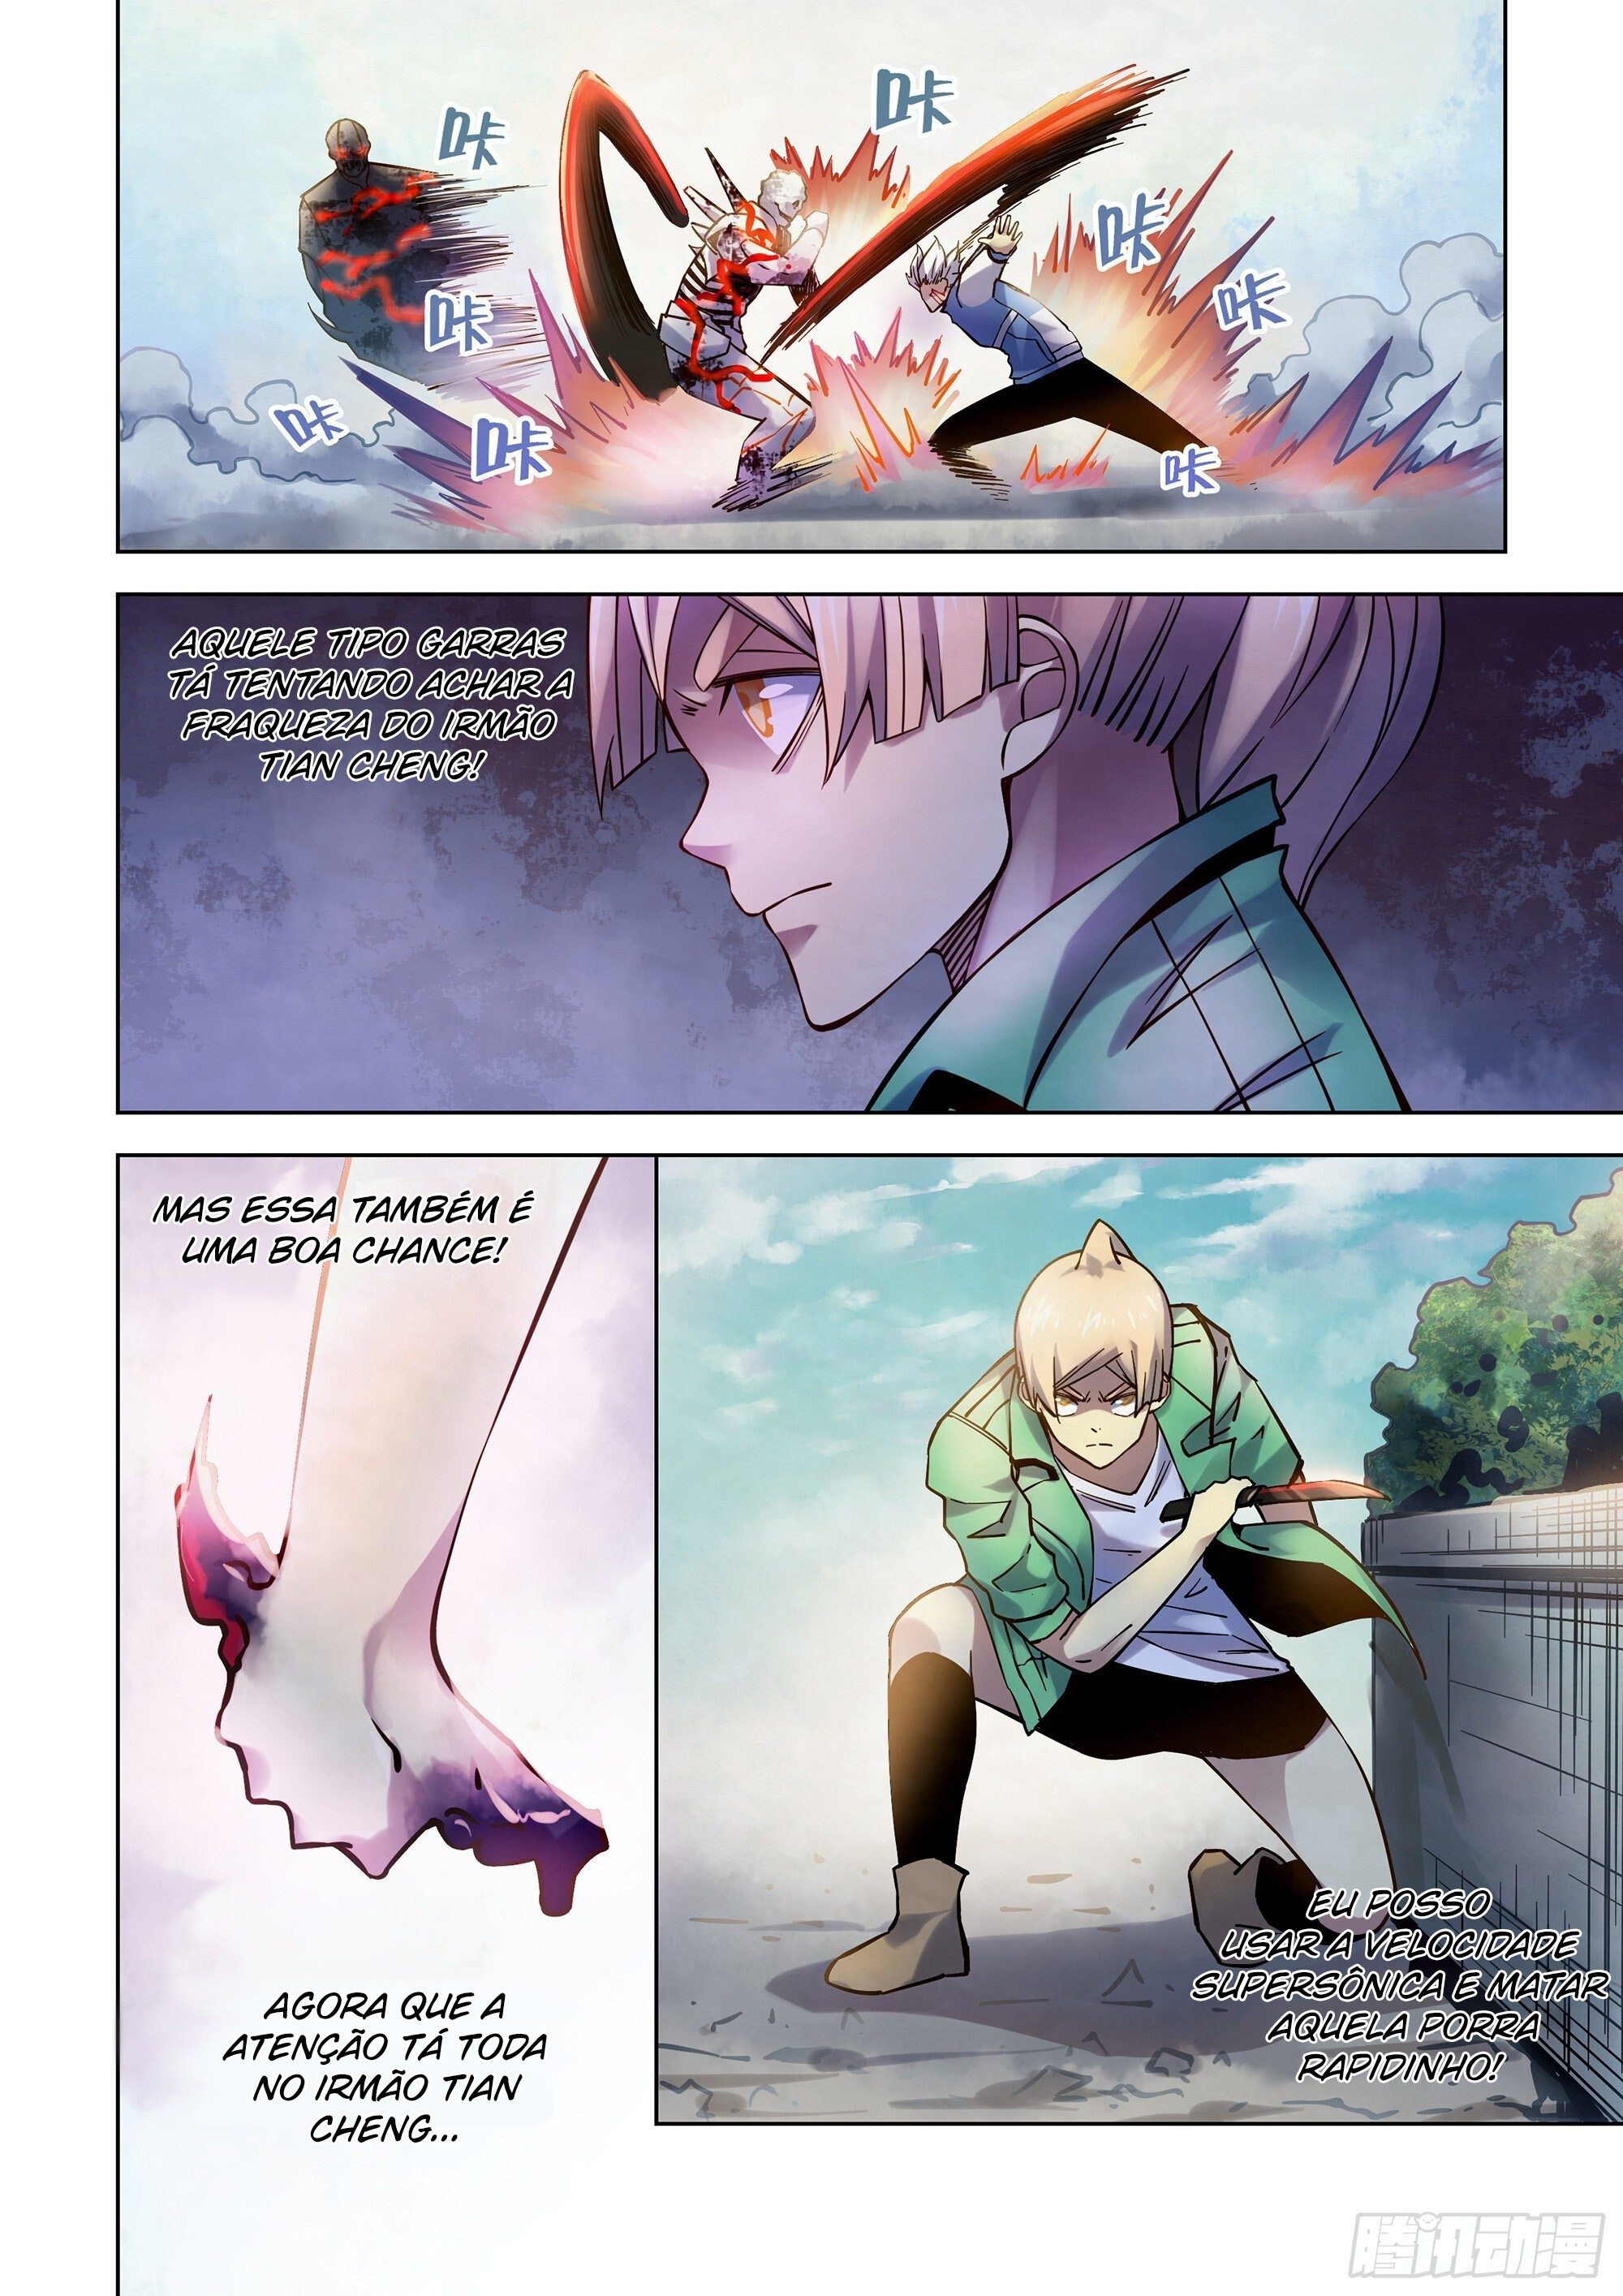 咔
咔
咔
咔
咔
咔
咔
咔
AQUELE TIPO GARRAS
TÁ TENTANDO ACHAR A
FRAQUEZA DO IRMÃO
TIAN CHENG!
MAS ESSA TAMBÉM É
UMA BOA CHANCE!
AGORA QUE A
ATENÇÃO TÁ TODA
NO IRMÃO TIAN
CHENG...
EU POSSO
USAR A VELOCIDADE
SUPERSÔNICA E MATAR
AQUELA PORRA
RAPIDINHO!
腾讯动漫